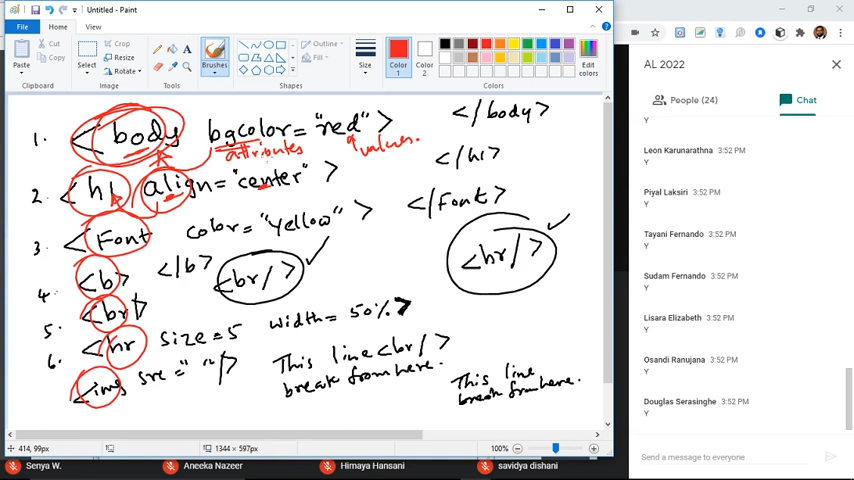 Untitled - Paint
File Home View
Paste
Cut
Copy
Clipboard
Select
Crop
Resize
Rotate
Image
Tools
Brushes
Outline
Fill
Shapes
Size
Color 1
Color 2
Edit colors
Colors
1. <body bgcolor="red"> </body>
attributes values.
2. <h1 align="center" > </h1>
3. <Font color="Yellow" > </Font>
4. <b> </b> <br/> <hr/>
5. <br/>
6. <hr size=5 width=50%>
<img sre=" "/> This line<br/>
break from here.
This line
break from here.
414, 99px
1344 × 597px
100%
Senya W.
Aneeka Nazeer
Himaya Hansani
savidya dishani
AL 2022
People (24)
Chat
Y
Leon Karunarathna 3:52 PM
Y
Piyal Laksiri 3:52 PM
Y
Tayani Fernando 3:52 PM
Y
Sudam Fernando 3:52 PM
Y
Lisara Elizabeth 3:52 PM
Y
Osandi Ranujana 3:52 PM
Y
Douglas Serasinghe 3:52 PM
Y
Send a message to everyone